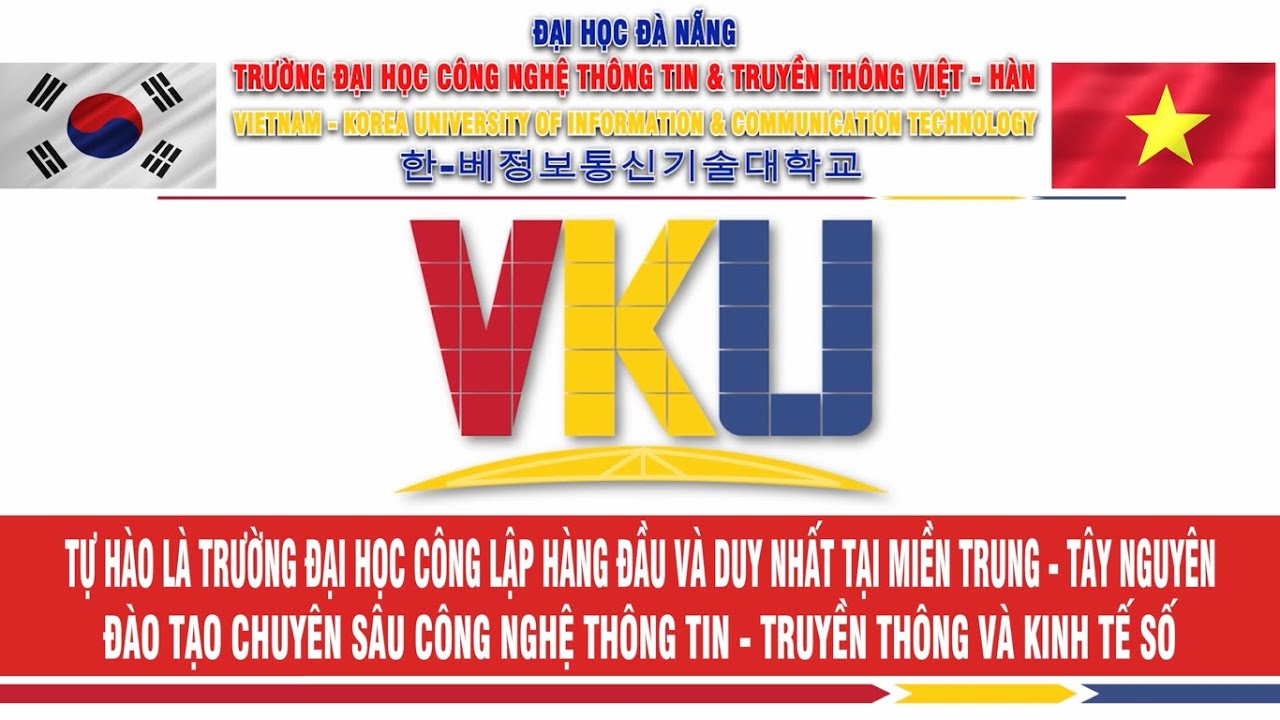 ĐẠI HỌC ĐÀ NẴNG
TRƯỜNG ĐẠI HỌC CÔNG NGHỆ THÔNG TIN & TRUYỀN THÔNG VIỆT - HÀN
VIETNAM - KOREA UNIVERSITY OF INFORMATION & COMMUNICATION TECHNOLOGY
한-베정보통신기술대학교
VKU
TỰ HÀO LÀ TRƯỜNG ĐẠI HỌC CÔNG LẬP HÀNG ĐẦU VÀ DUY NHẤT TẠI MIỀN TRUNG - TÂY NGUYÊN
ĐÀO TẠO CHUYÊN SÂU CÔNG NGHỆ THÔNG TIN - TRUYỀN THÔNG VÀ KINH TẾ SỐ